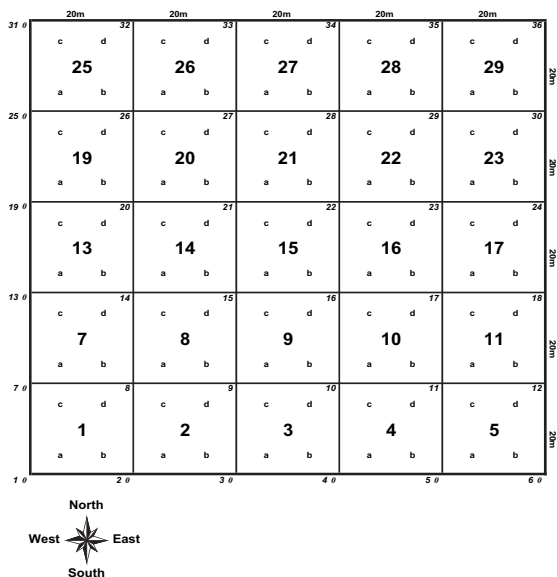 20m 20m 20m 20m 20m
31 0 32 33 34 35 36
c d c d c d c d c d
25 26 27 28 29 20m
a b a b a b a b a b
25 0 26 27 28 29 30
c d c d c d c d c d
19 20 21 22 23 20m
a b a b a b a b a b
19 0 20 21 22 23 24
c d c d c d c d c d
13 14 15 16 17 20m
a b a b a b a b a b
13 0 14 15 16 17 18
c d c d c d c d c d
7 8 9 10 11 20m
a b a b a b a b a b
7 0 8 9 10 11 12
c d c d c d c d c d
1 2 3 4 5 20m
a b a b a b a b a b
1 0 2 0 3 0 4 0 5 0 6 0
North
West East
South